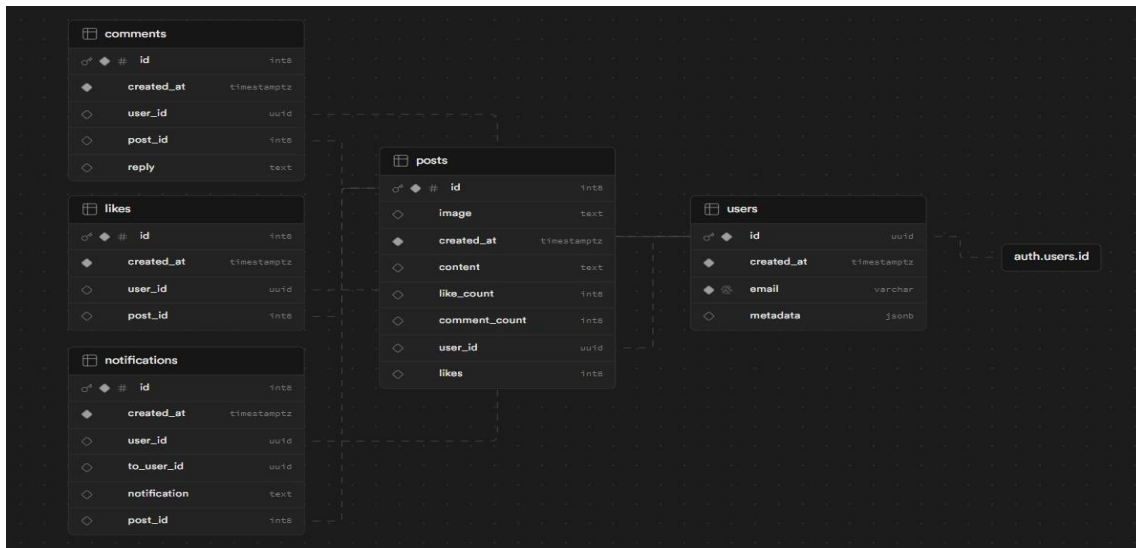 comments
# id int8
created_at timestamptz
user_id uuid
post_id int8
reply text
likes
# id int8
created_at timestamptz
user_id uuid
post_id int8
notifications
# id int8
created_at timestamptz
user_id uuid
to_user_id uuid
notification text
post_id int8
posts
# id int8
image text
created_at timestamptz
content text
like_count int8
comment_count int8
user_id uuid
likes int8
users
id uuid
created_at timestamptz
email varchar
metadata jsonb
auth.users.id